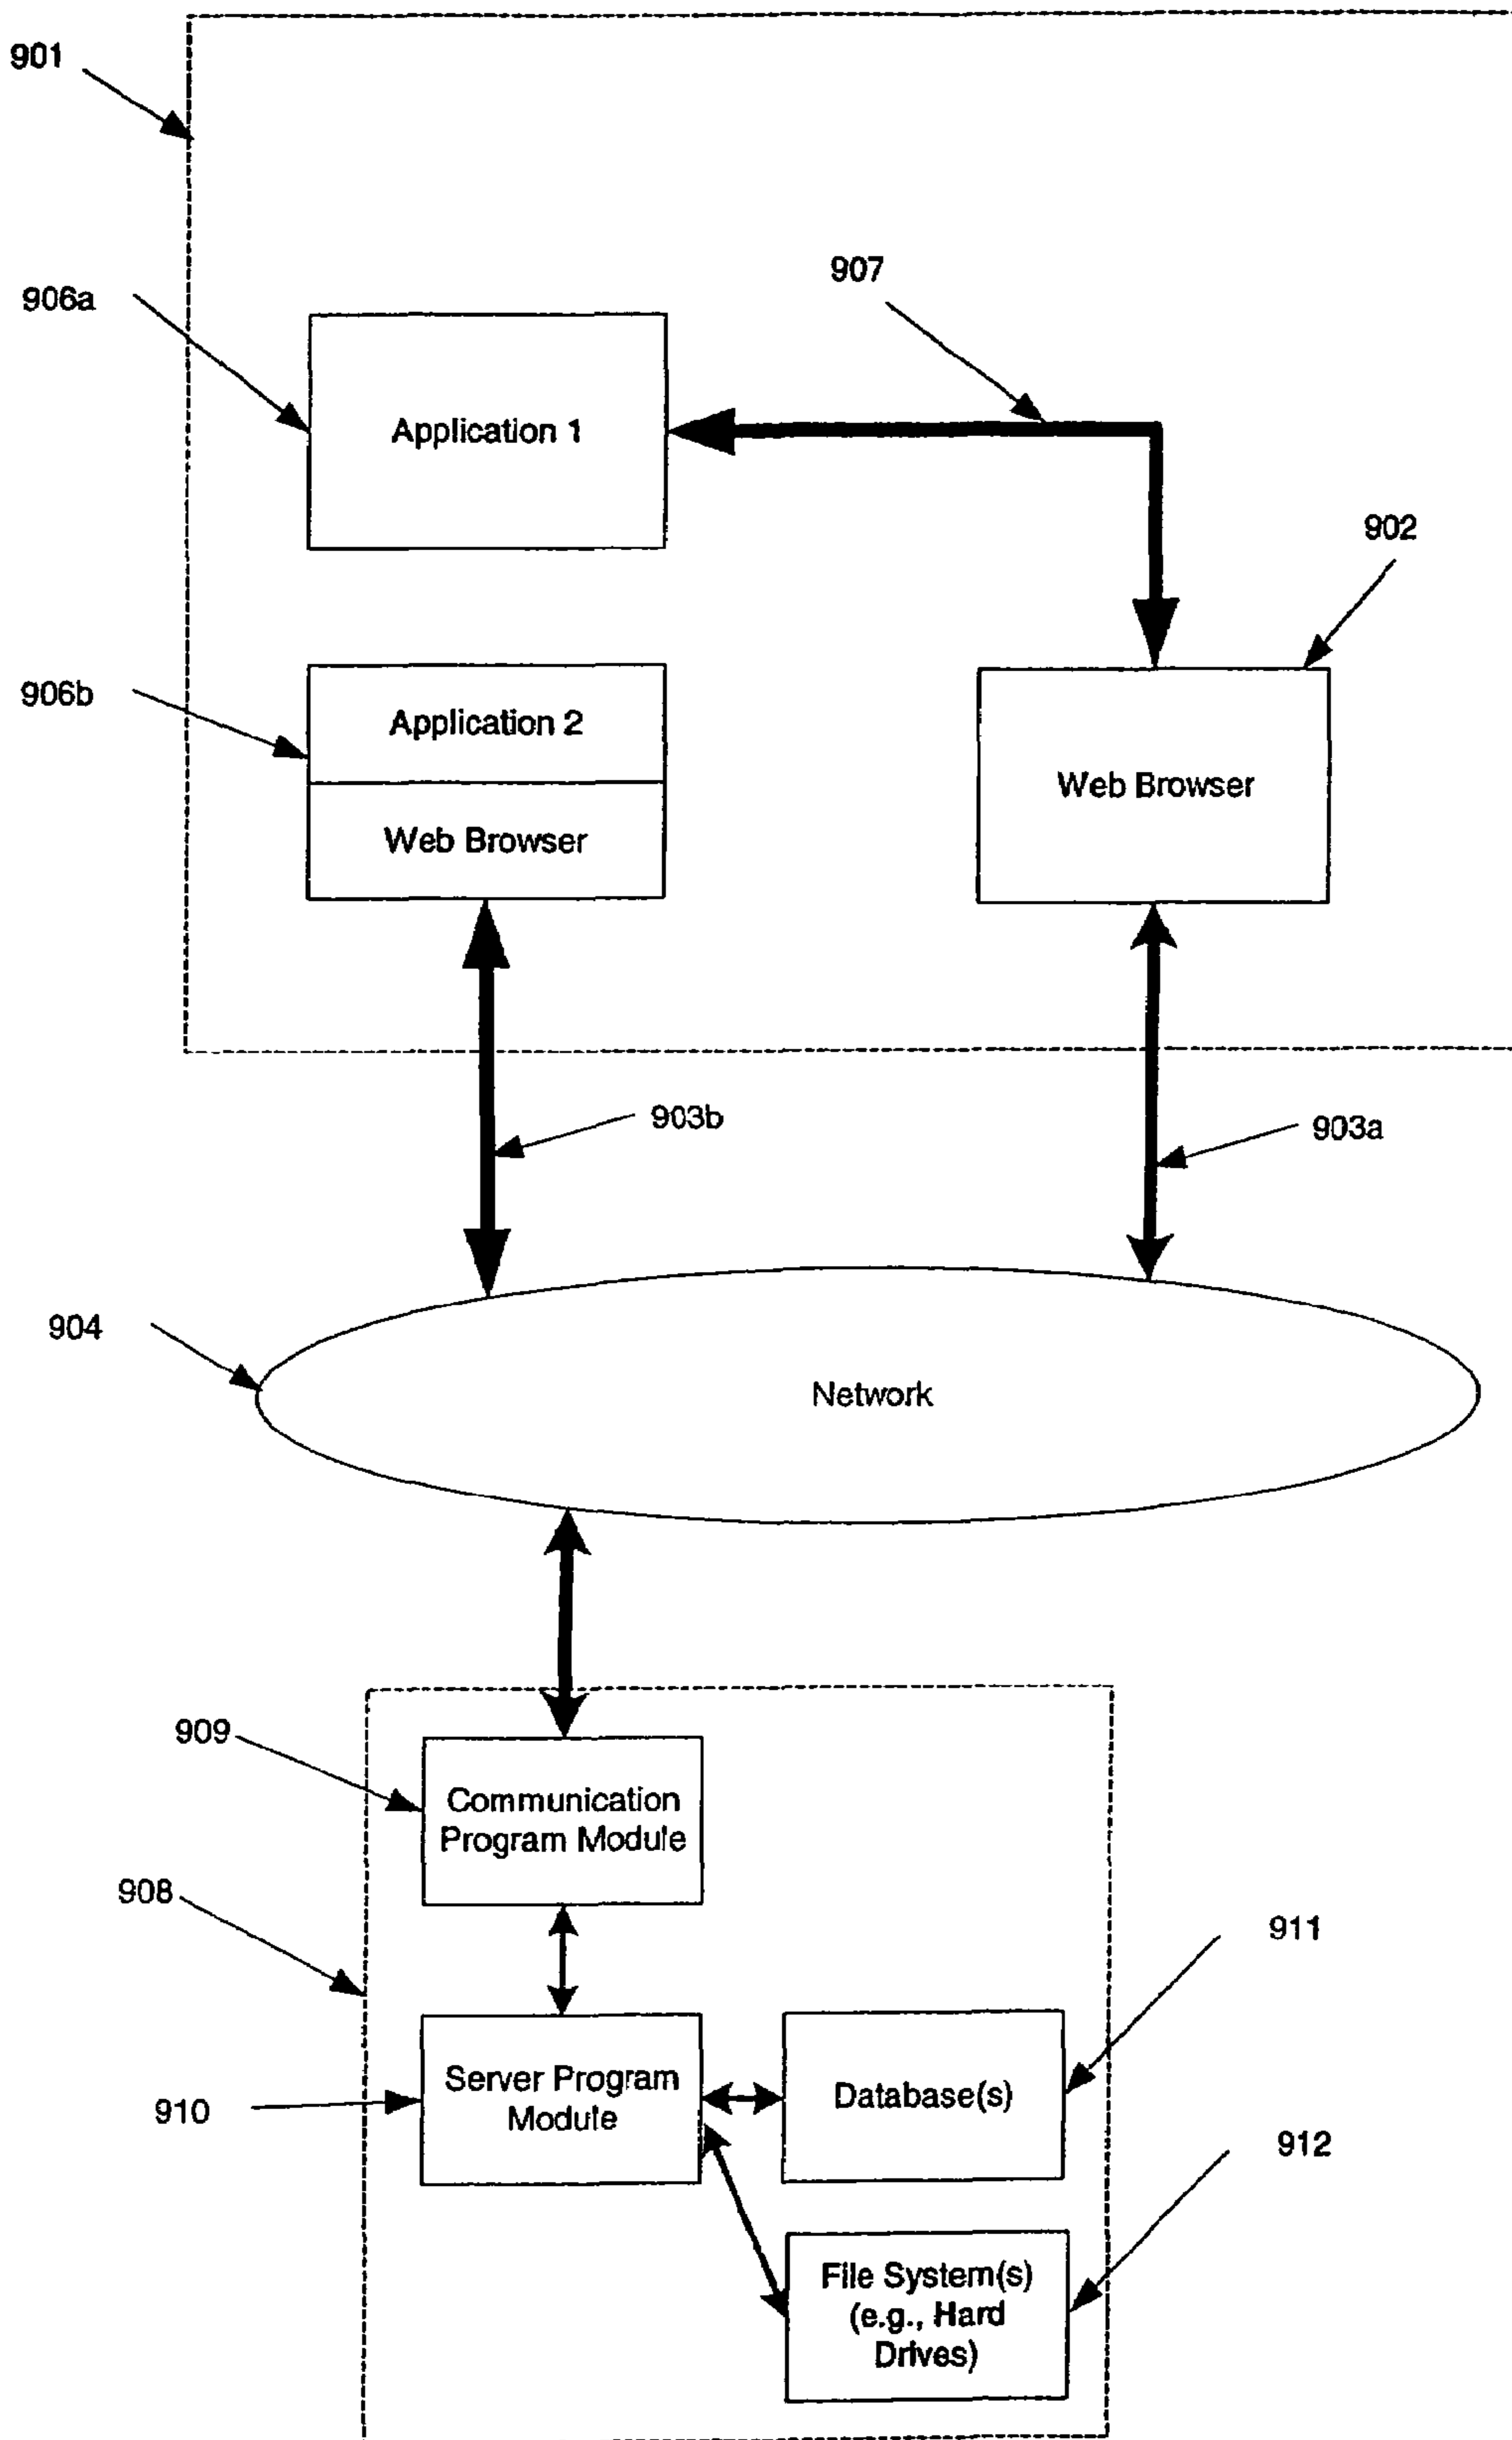 901
907
906a
Application 1
902
906b
Application 2
Web Browser
Web Browser
903b
903a
904
Network
909
Communication
Program Module
908
911
Server Program
Module
910
Database(s)
912
File System(s)
(e.g., Hard
Drives)